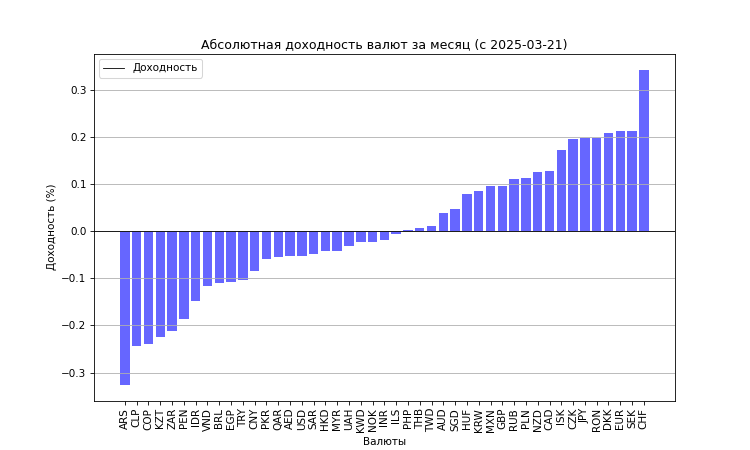 Абсолютная доходность валют за месяц (с 2025-03-21)
Доходность
Доходность (%)
0.3
0.2
0.1
0.0
−0.1
−0.2
−0.3
ARS CLP COP KZT ZAR PEN IDR VND BRL EGP TRY CNY PKR QAR AED USD SAR HKD MYR UAH KWD NOK INR ILS PHP THB TWD AUD SGD HUF KRW MXN GBP RUB PLN NZD CAD ISK CZK JPY RON DKK EUR SEK CHF
Валюты